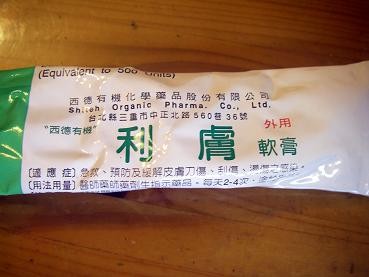 (Equivalent to 500 units)
西德有機化學藥品股份有限公司
Shiteh Organic Pharma. Co., Ltd.
台北縣三重市中正北路560巷36號
"西德有機" 利膚 外用 軟膏
〔適應症〕急救、預防及緩解皮膚刀傷、刮傷、燙傷之感染。
〔用法用量〕醫師藥師藥劑生指示藥品。每天2-4次,塗